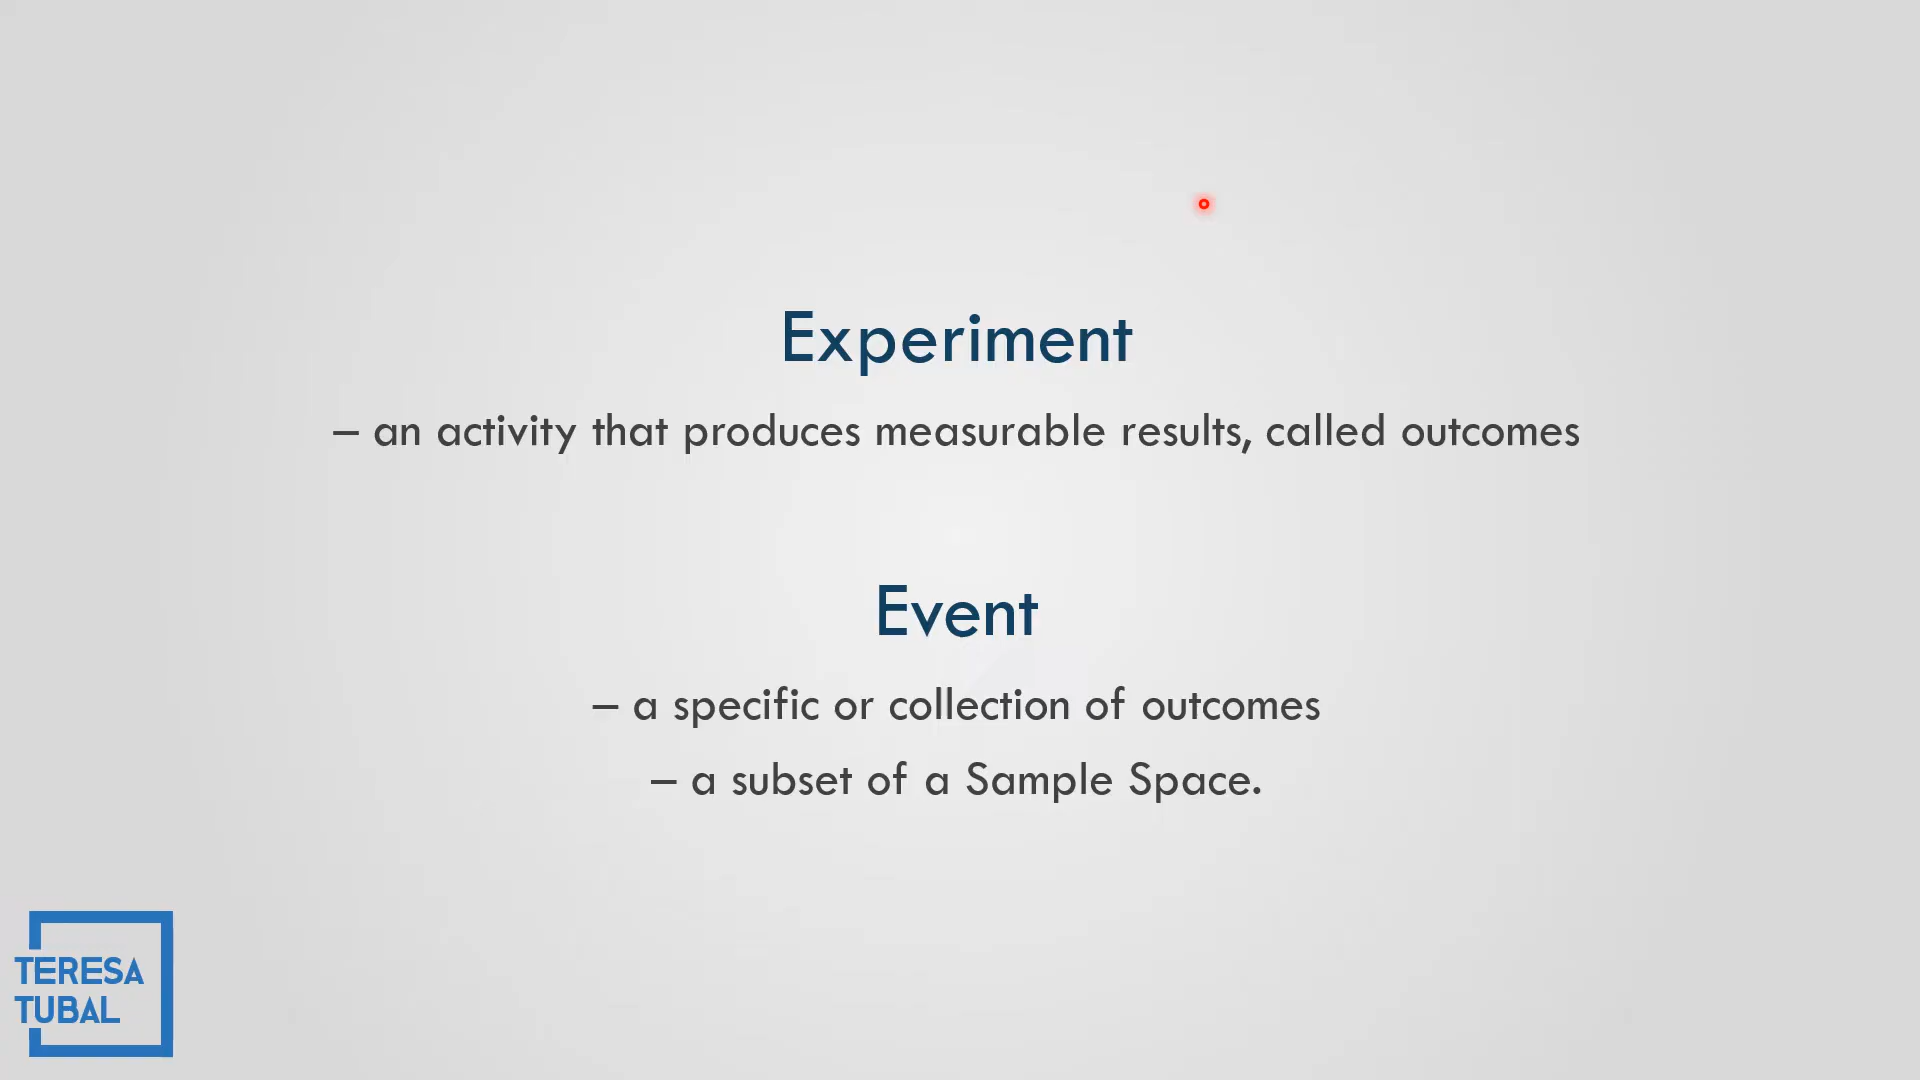 Experiment
– an activity that produces measurable results, called outcomes
Event
– a specific or collection of outcomes
– a subset of a Sample Space.
TERESA
TUBAL